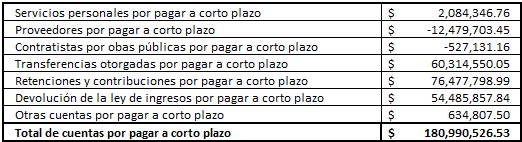 Servicios personales por pagar a corto plazo $ 2,084,346.76
Proveedores por pagar a corto plazo $ -12,479,703.45
Contratistas por obas públicas por pagar a corto plazo $ -527,131.16
Transferencias otorgadas por pagar a corto plazo $ 60,314,550.05
Retenciones y contribuciones por pagar a corto plazo $ 76,477,798.99
Devolución de la ley de ingresos por pagar a corto plazo $ 54,485,857.84
Otras cuentas por pagar a corto plazo $ 634,807.50
Total de cuentas por pagar a corto plazo $ 180,990,526.53